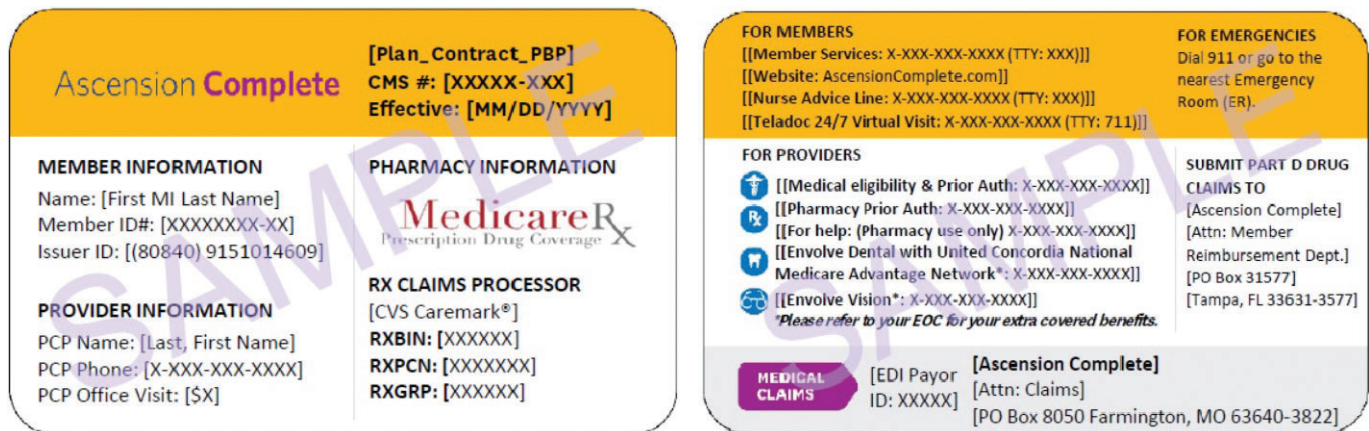 Ascension Complete
[Plan_Contract_PBP]
CMS #: [XXXXX-XXX]
Effective: [MM/DD/YYYY]
MEMBER INFORMATION
Name: [First MI Last Name]
Member ID#: [XXXXXXXX-XX]
Issuer ID: [(80840) 9151014609]
PROVIDER INFORMATION
PCP Name: [Last, First Name]
PCP Phone: [X-XXX-XXX-XXXX]
PCP Office Visit: [$X]
PHARMACY INFORMATION
MedicareRx
Prescription Drug Coverage
RX CLAIMS PROCESSOR
[CVS Caremark®]
RXBIN: [XXXXXX]
RXPCN: [XXXXXXX]
RXGRP: [XXXXXX]
SAMPLE
FOR MEMBERS
[[Member Services: X-XXX-XXX-XXXX (TTY: XXX)]]
[[Website: AscensionComplete.com]]
[[Nurse Advice Line: X-XXX-XXX-XXXX (TTY: XXX)]]
[[Teladoc 24/7 Virtual Visit: X-XXX-XXX-XXXX (TTY: 711)]]
FOR EMERGENCIES
Dial 911 or go to the
nearest Emergency
Room (ER).
FOR PROVIDERS
[[Medical eligibility & Prior Auth: X-XXX-XXX-XXXX]]
Rx
[[Pharmacy Prior Auth: X-XXX-XXX-XXXX]]
[[For help: (Pharmacy use only) X-XXX-XXX-XXXX]]
[[Envolve Dental with United Concordia National
Medicare Advantage Network*: X-XXX-XXX-XXXX]]
[[Envolve Vision*: X-XXX-XXX-XXXX]]
*Please refer to your EOC for your extra covered benefits.
SUBMIT PART D DRUG
CLAIMS TO
[Ascension Complete]
[Attn: Member
Reimbursement Dept.]
[PO Box 31577]
[Tampa, FL 33631-3577]
MEDICAL
CLAIMS
[EDI Payor
ID: XXXXX]
[Ascension Complete]
[Attn: Claims]
[PO Box 8050 Farmington, MO 63640-3822]
SAMPLE